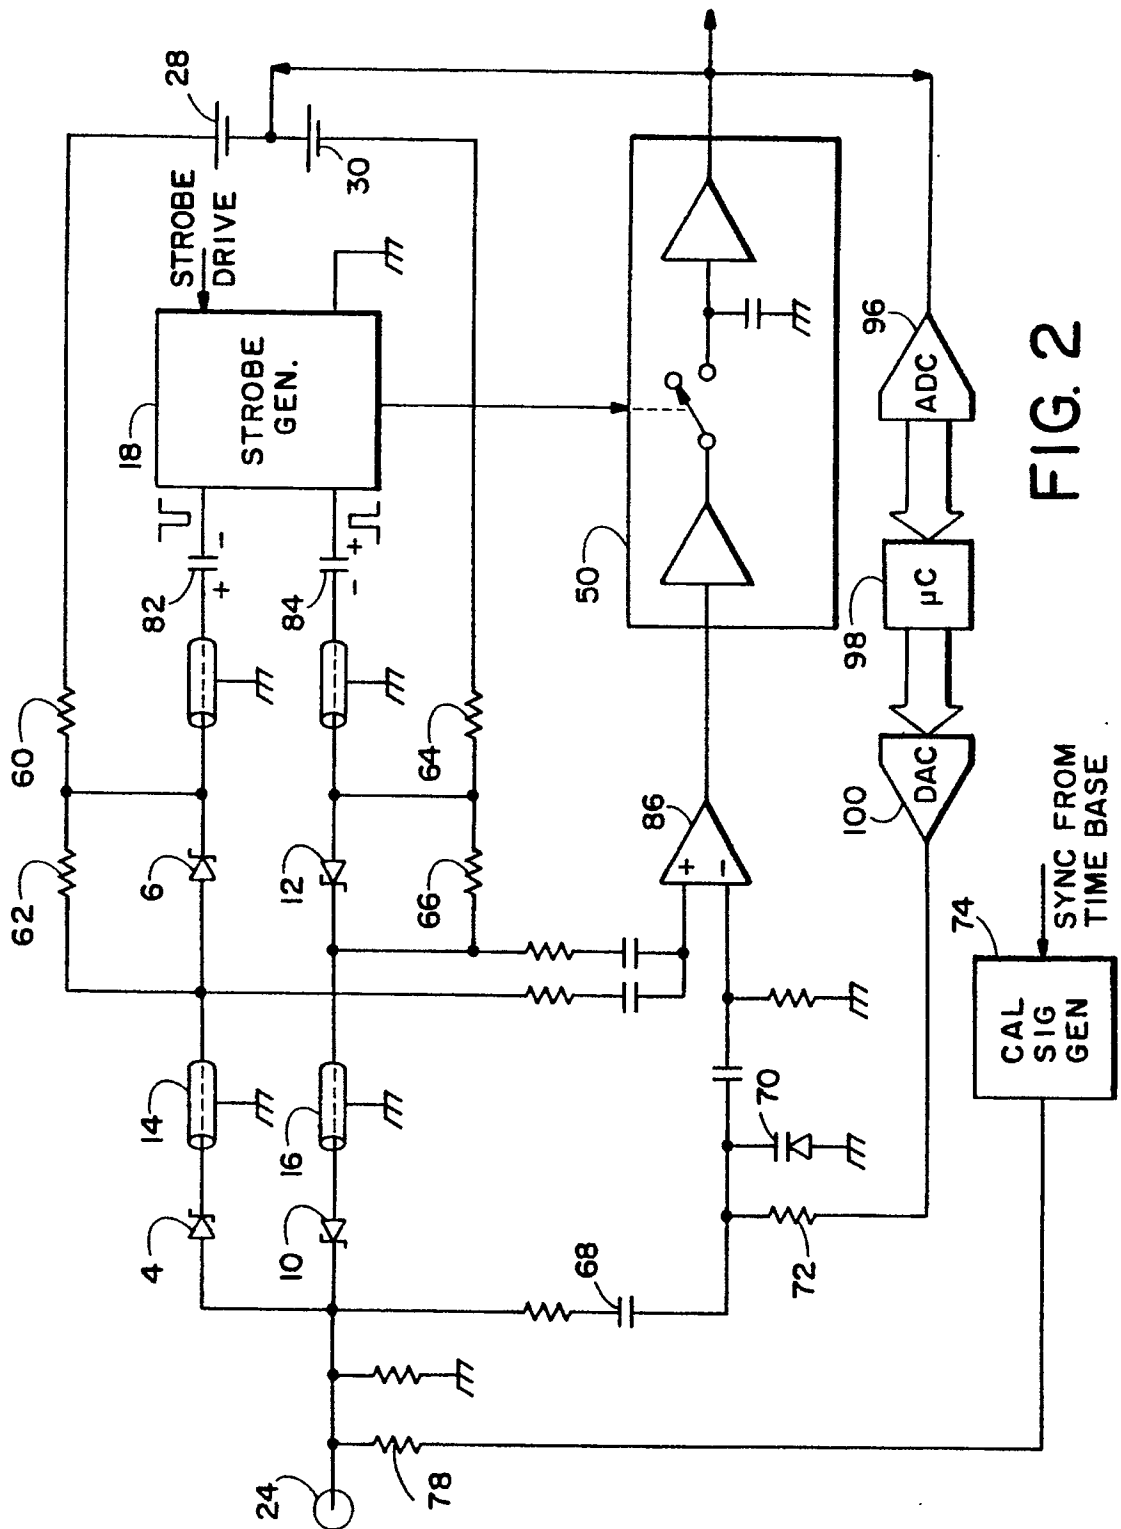 24
78
4
10
14
16
62
60
6
12
66
64
82
+
-
84
-
+
18
STROBE
GEN.
STROBE
DRIVE
28
30
68
72
70
86
+
-
50
74
CAL
SIG
GEN
SYNC FROM
TIME BASE
100
DAC
98
µC
96
ADC
FIG. 2